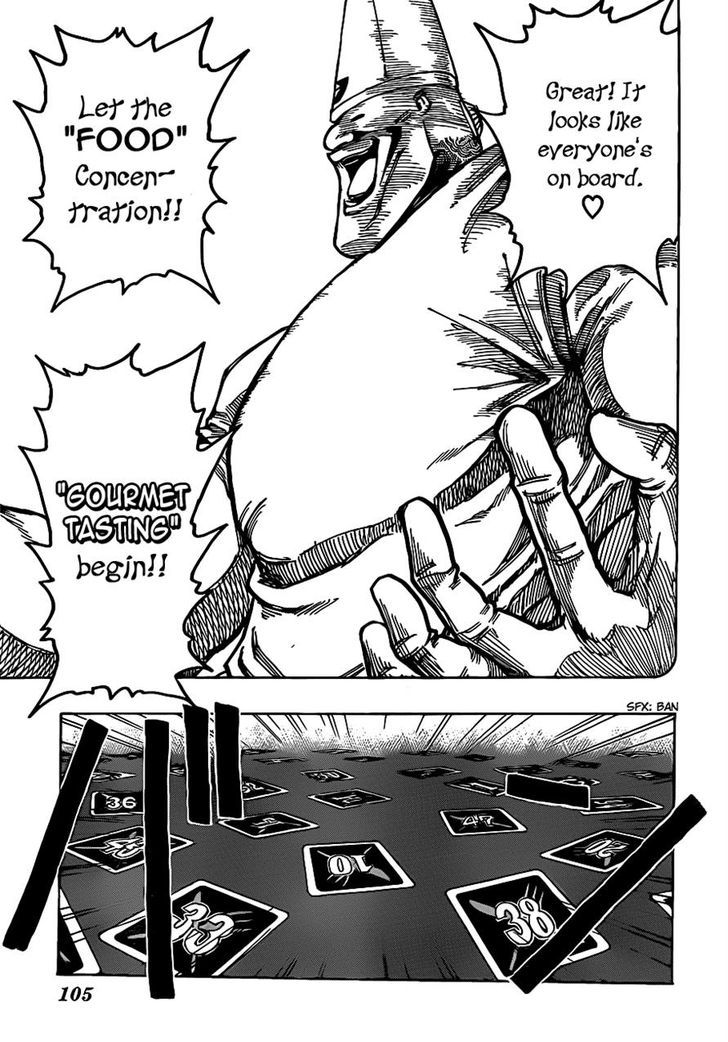 Great! It
looks like
everyone's
on board.
♡
Let the
"FOOD"
Concen-
tration!!
"GOURMET
TASTING"
begin!!
SFX: BAN
36
10
33
38
20
105